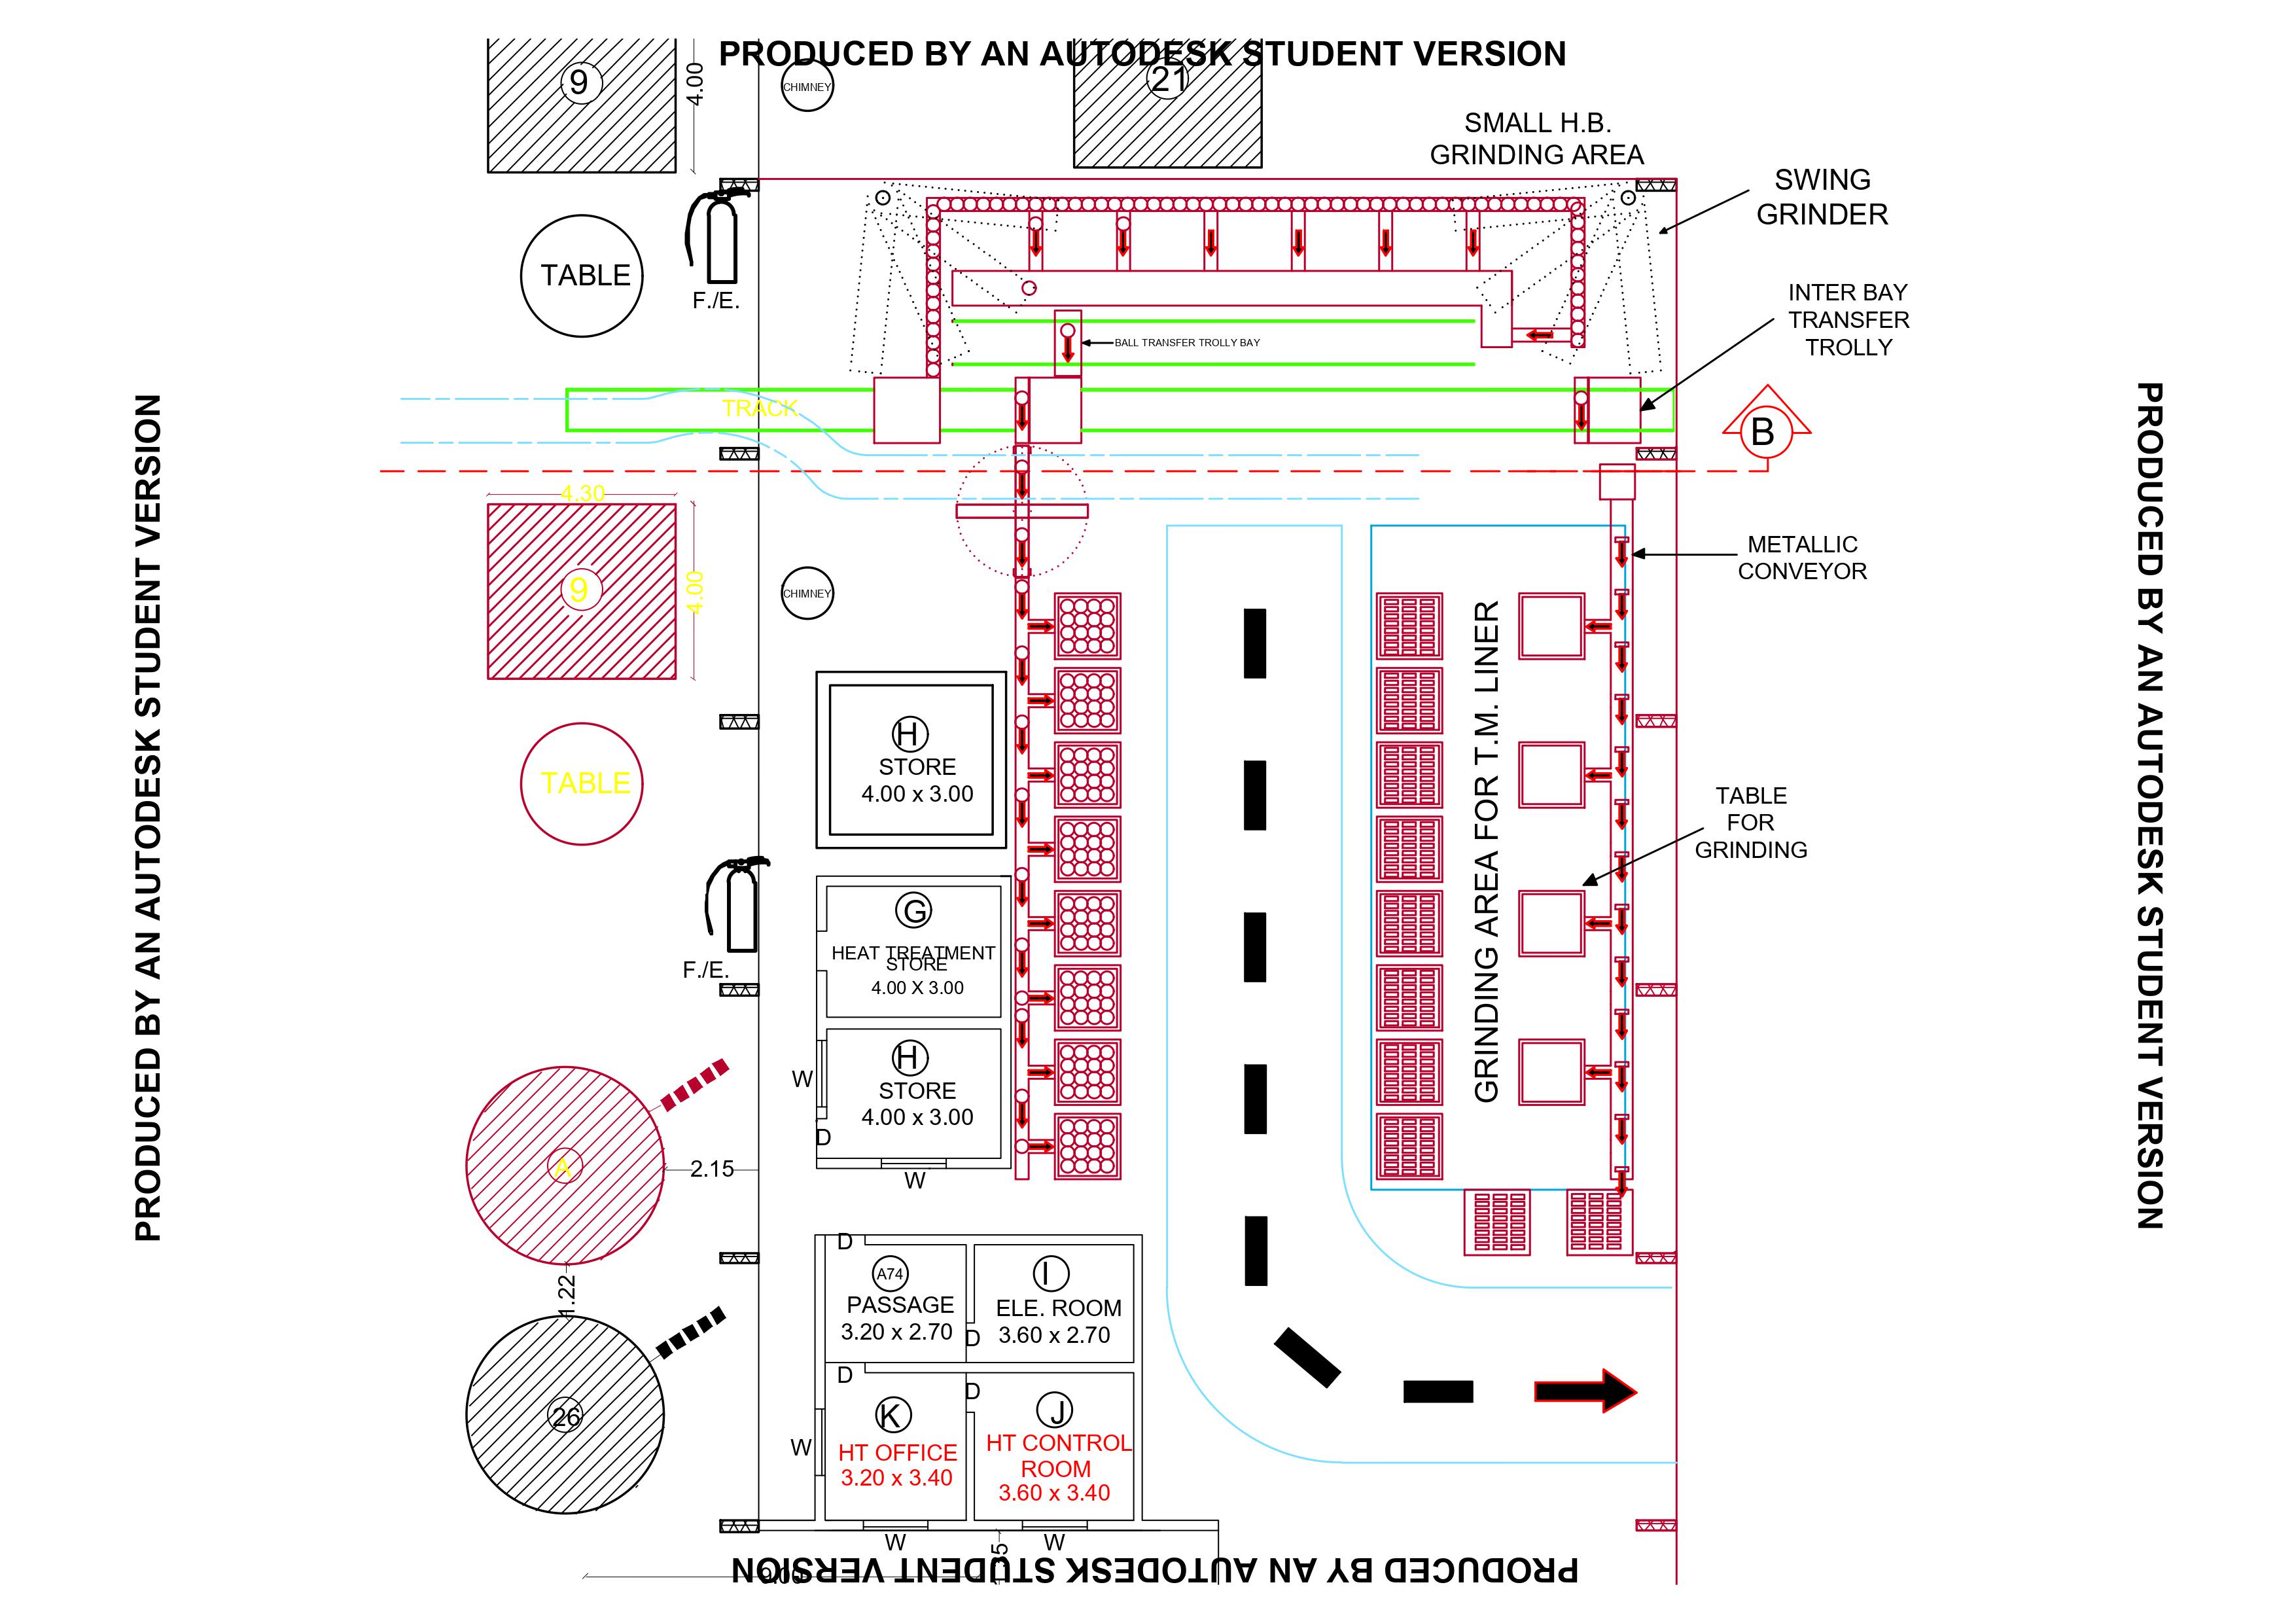 PRODUCED BY AN AUTODESK STUDENT VERSION
9
4.00
CHIMNEY
21
SMALL H.B.
GRINDING AREA
SWING
GRINDER
TABLE
F./E.
INTER BAY
TRANSFER
TROLLY
BALL TRANSFER TROLLY BAY
TRACK
B
4.30
9
4.00
CHIMNEY
METALLIC
CONVEYOR
PRODUCED BY AN AUTODESK STUDENT VERSION
PRODUCED BY AN AUTODESK STUDENT VERSION
GRINDING AREA FOR T.M. LINER
H
STORE
4.00 x 3.00
TABLE
TABLE
FOR
GRINDING
G
HEAT TREATMENT
STORE
4.00 X 3.00
F./E.
H
STORE
4.00 x 3.00
W
D
W
A
2.15
1.22
D
A74
PASSAGE
3.20 x 2.70
I
ELE. ROOM
3.60 x 2.70
D
D
D
26
K
HT OFFICE
3.20 x 3.40
J
HT CONTROL
ROOM
3.60 x 3.40
W
W
W
PRODUCED BY AN AUTODESK STUDENT VERSION
9.00